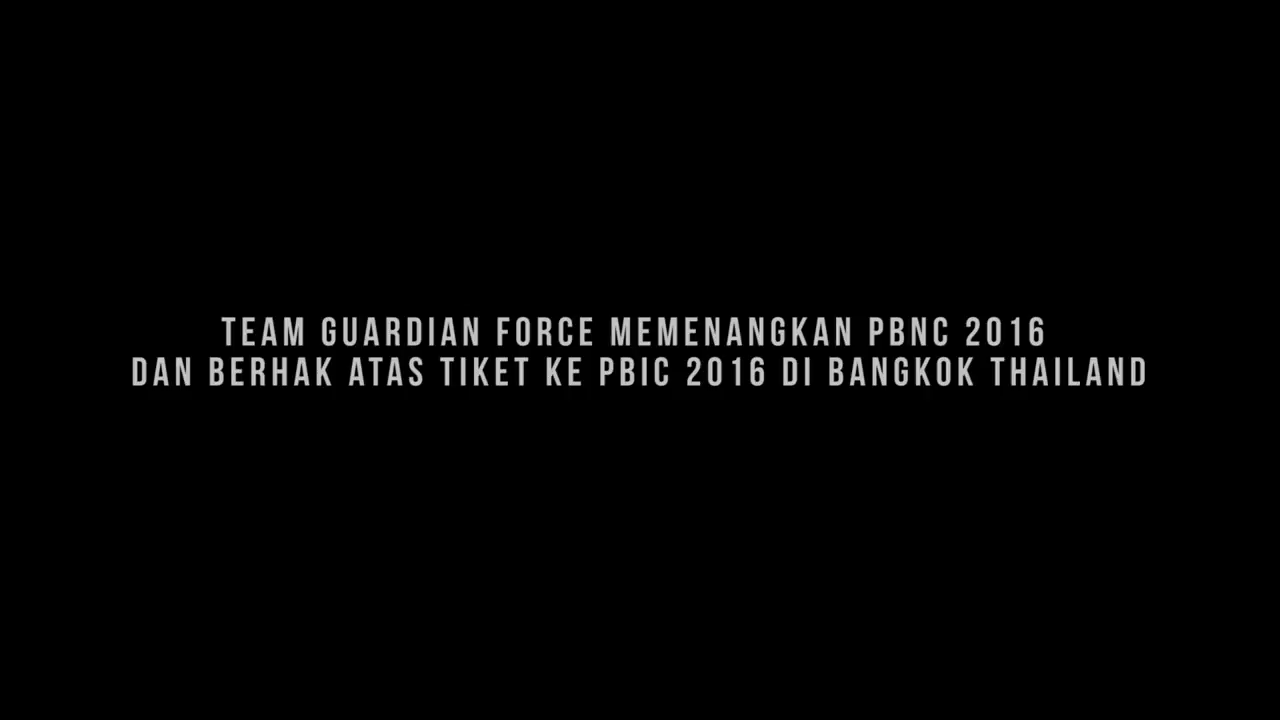 TEAM GUARDIAN FORCE MEMENANGKAN PBNC 2016
DAN BERHAK ATAS TIKET KE PBIC 2016 DI BANGKOK THAILAND